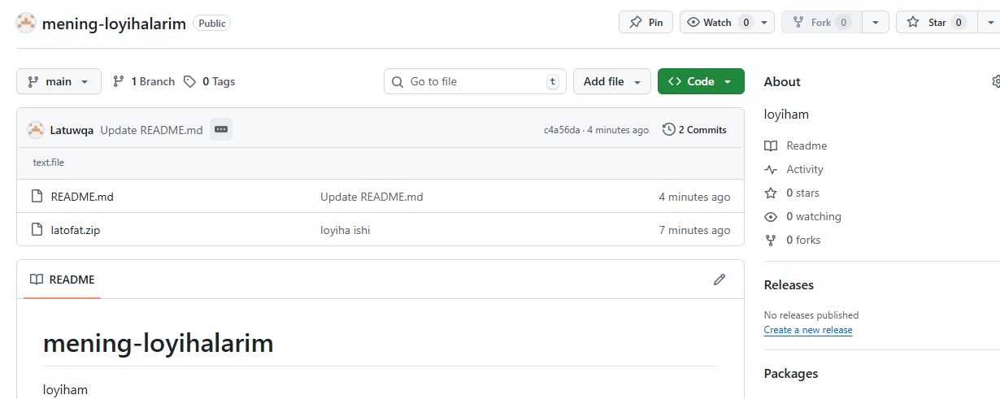 mening-loyihalarim Public Pin Watch 0 Fork 0 Star 0
main 1 Branch 0 Tags Go to file t Add file Code
Latuwqa Update README.md c4a56da · 4 minutes ago 2 Commits
text.file
README.md Update README.md 4 minutes ago
latofat.zip loyiha ishi 7 minutes ago
README
mening-loyihalarim
loyiham
About
loyiham
Readme
Activity
0 stars
0 watching
0 forks
Releases
No releases published
Create a new release
Packages